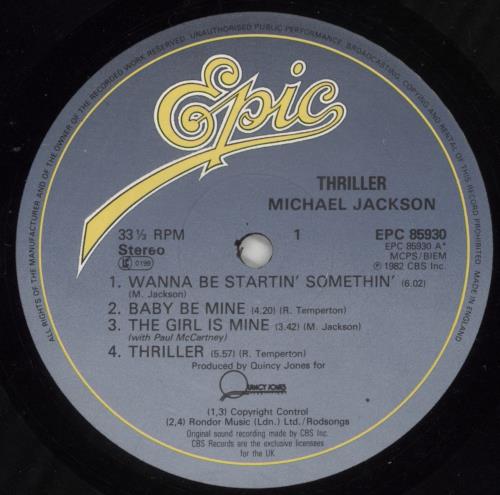 ALL RIGHTS OF THE MANUFACTURER AND OF THE OWNER OF THE RECORDED WORK RESERVED. UNAUTHORISED PUBLIC PERFORMANCE, BROADCASTING, COPYING AND RENTAL OF THIS RECORD PROHIBITED. MADE IN ENGLAND.
Epic
THRILLER
MICHAEL JACKSON
33 ⅓ RPM
Stereo
0199
1
EPC 85930
EPC 85930 A*
MCPS/BIEM
℗ 1982 CBS Inc.
1. WANNA BE STARTIN' SOMETHIN' (6.02)
(M. Jackson)
2. BABY BE MINE (4.20) (R. Temperton)
3. THE GIRL IS MINE (3.42) (M. Jackson)
(with Paul McCartney)
4. THRILLER (5.57) (R. Temperton)
Produced by Quincy Jones for
QUINCY JONES
(1,3) Copyright Control
(2,4) Rondor Music (Ldn.) Ltd./Rodsongs
Original sound recording made by CBS Inc.
CBS Records are the exclusive licensees
for the UK